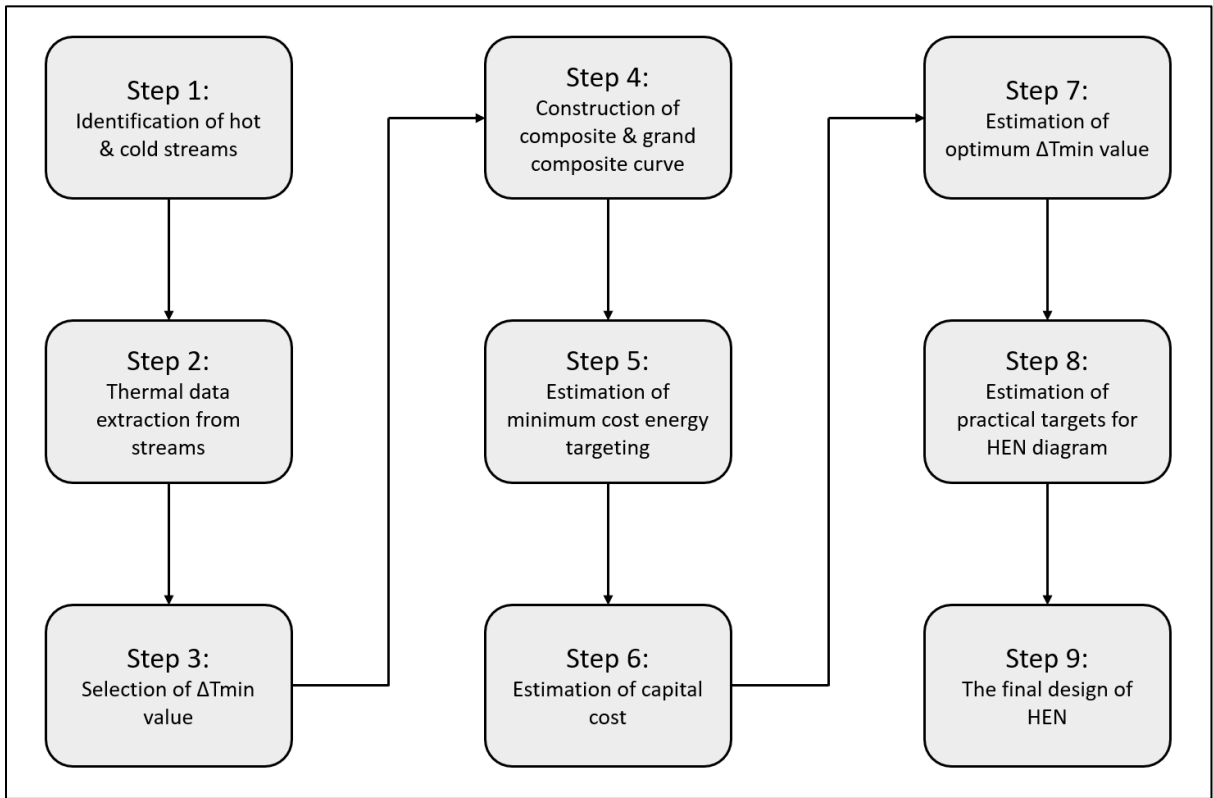 Step 1:
Identification of hot
& cold streams
Step 2:
Thermal data
extraction from
streams
Step 3:
Selection of ΔTmin
value
Step 4:
Construction of
composite & grand
composite curve
Step 5:
Estimation of
minimum cost energy
targeting
Step 6:
Estimation of capital
cost
Step 7:
Estimation of
optimum ΔTmin value
Step 8:
Estimation of
practical targets for
HEN diagram
Step 9:
The final design of
HEN